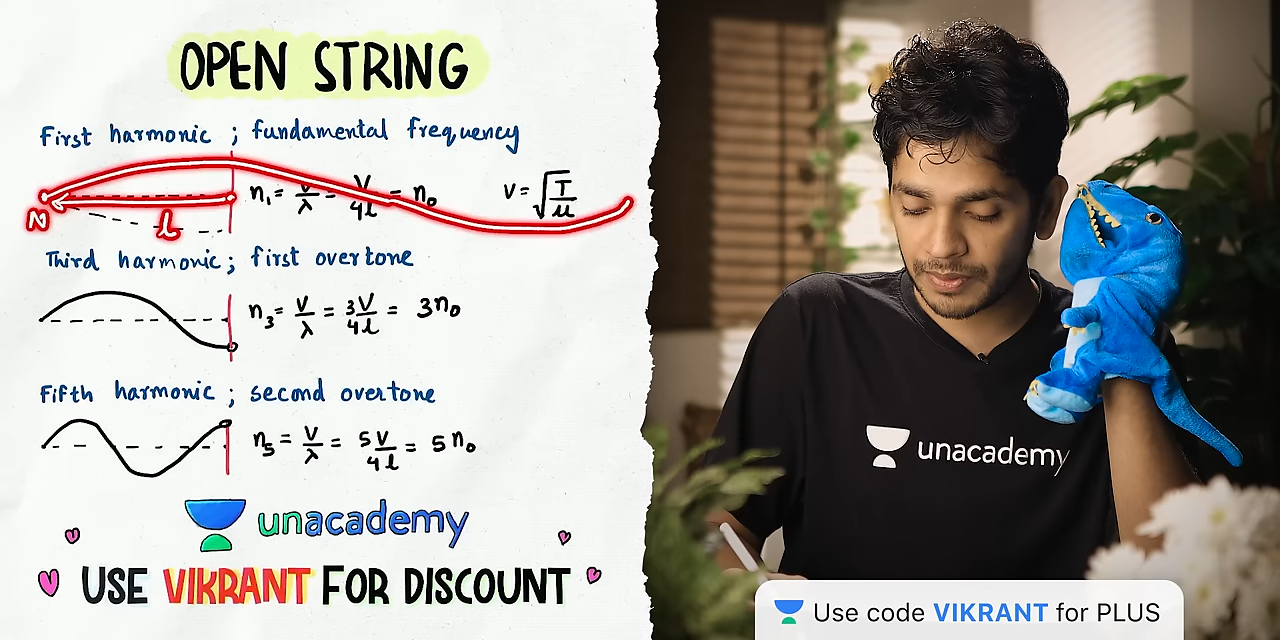 OPEN STRING
First harmonic ; fundamental frequency
n₁ = v/λ = v/4l = n₀
v = √T/μ
N
l
Third harmonic ; first overtone
n₃ = v/λ = 3v/4l = 3n₀
Fifth harmonic ; second overtone
n₅ = v/λ = 5v/4l = 5n₀
unacademy
USE VIKRANT FOR DISCOUNT
unacademy
Use code VIKRANT for PLUS